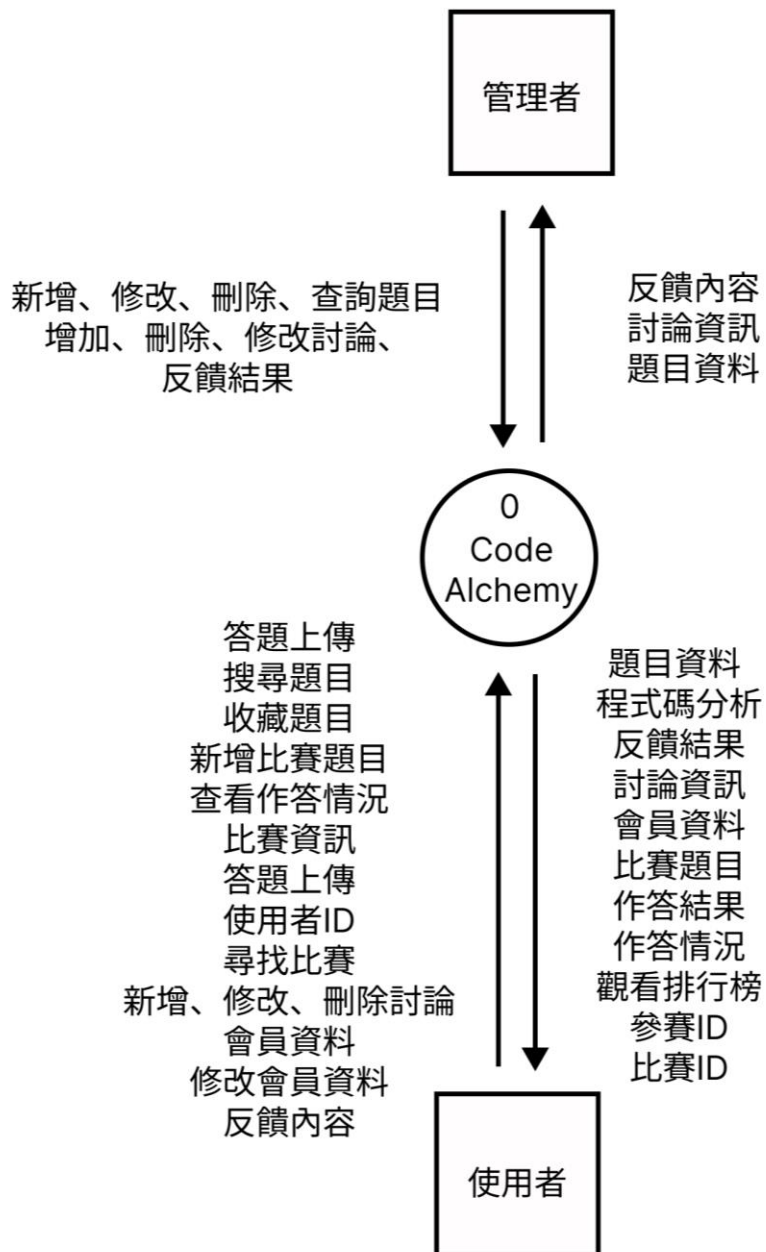 管理者
新增、修改、刪除、查詢題目
增加、刪除、修改討論、
反饋結果
反饋內容
討論資訊
題目資料
0
Code
Alchemy
答題上傳
搜尋題目
收藏題目
新增比賽題目
查看作答情況
比賽資訊
答題上傳
使用者ID
尋找比賽
新增、修改、刪除討論
會員資料
修改會員資料
反饋內容
題目資料
程式碼分析
反饋結果
討論資訊
會員資料
比賽題目
作答結果
作答情況
觀看排行榜
參賽ID
比賽ID
使用者